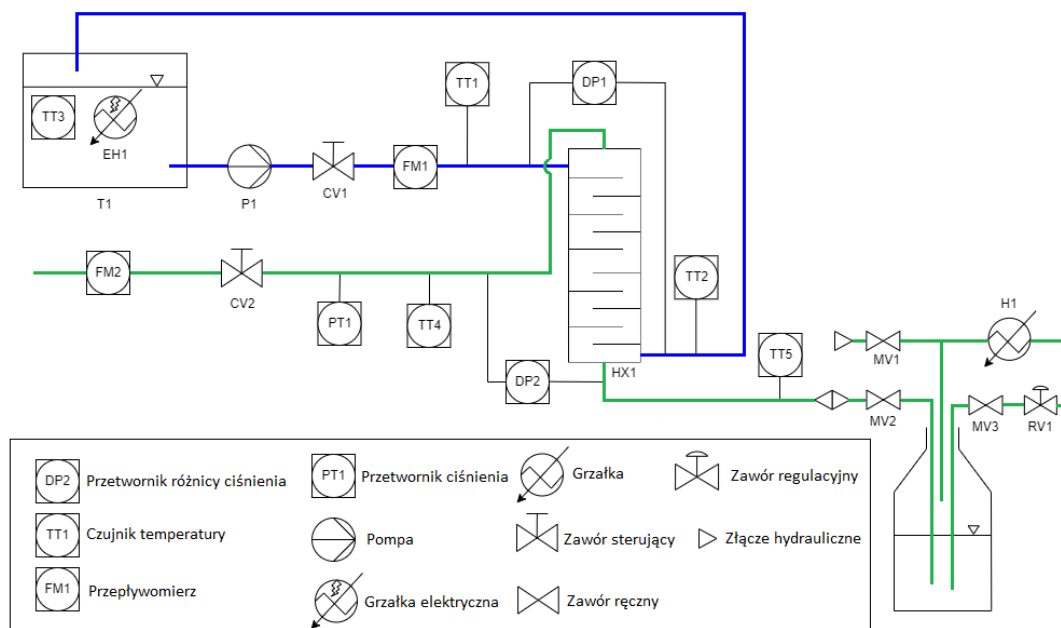 TT1
DP1
TT3
EH1
FM1
T1
P1
CV1
FM2
CV2
PT1
TT4
TT2
H1
DP2
HX1
TT5
MV1
MV2
MV3
RV1
DP2
Przetwornik różnicy ciśnienia
PT1
Przetwornik ciśnienia
Grzałka
Zawór regulacyjny
TT1
Czujnik temperatury
Pompa
Zawór sterujący
Złącze hydrauliczne
FM1
Przepływomierz
Grzałka elektryczna
Zawór ręczny